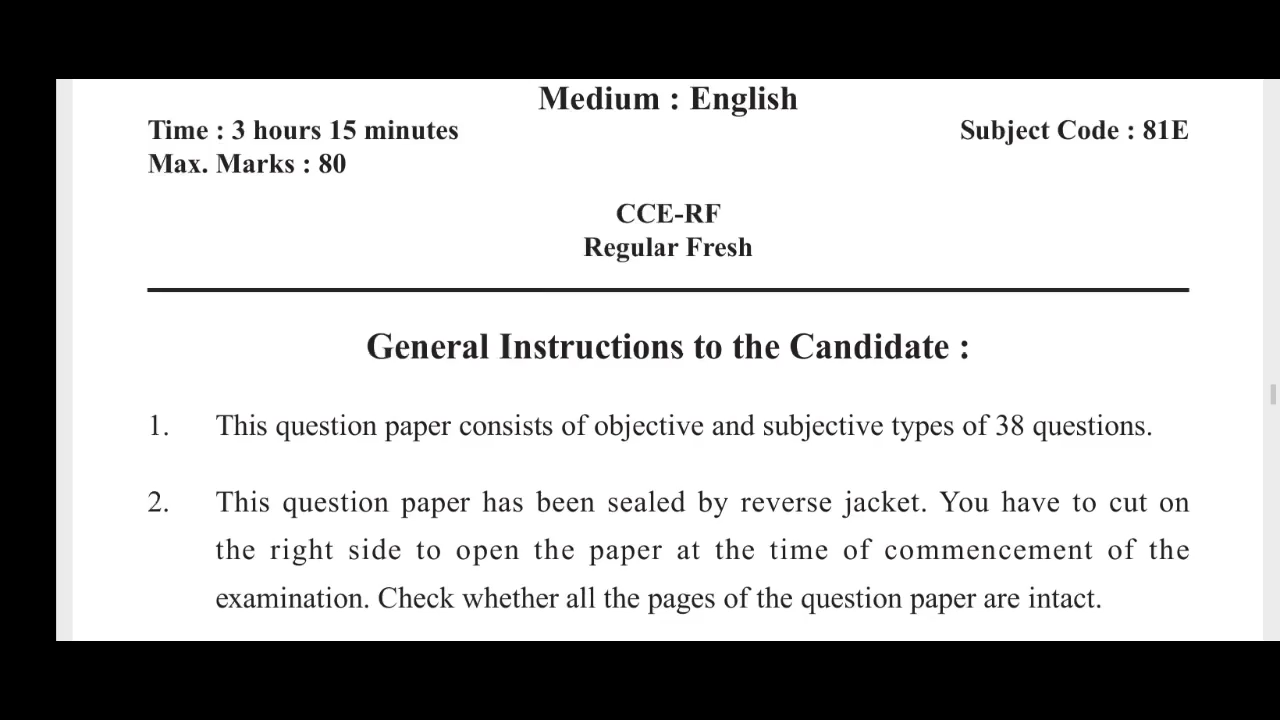 Medium : English
Time : 3 hours 15 minutes
Subject Code : 81E
Max. Marks : 80
CCE-RF
Regular Fresh
General Instructions to the Candidate :
1. This question paper consists of objective and subjective types of 38 questions.
2. This question paper has been sealed by reverse jacket. You have to cut on
the right side to open the paper at the time of commencement of the
examination. Check whether all the pages of the question paper are intact.